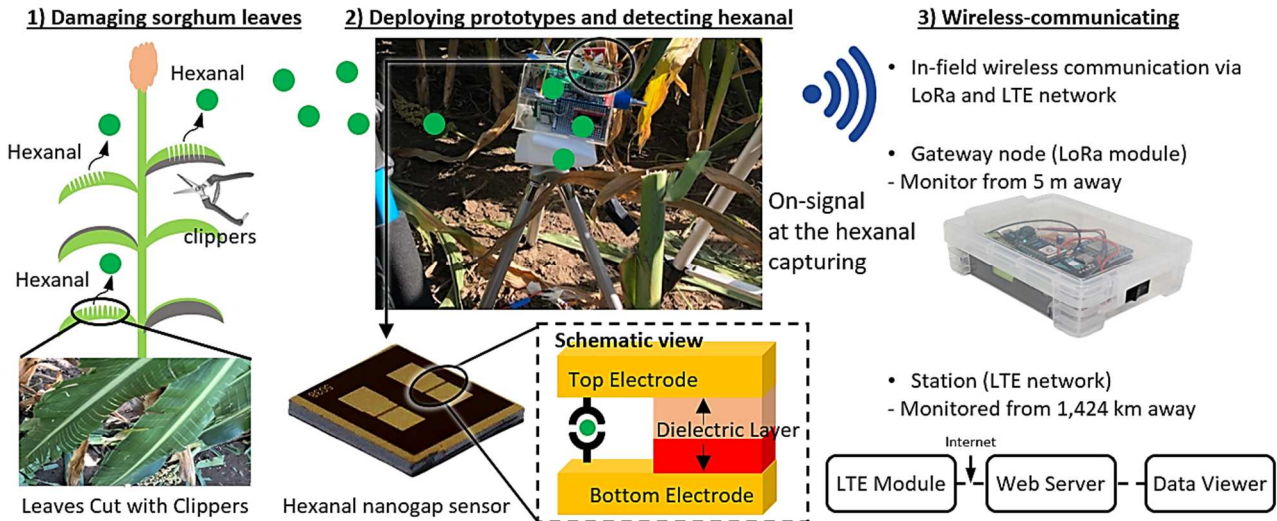 1) Damaging sorghum leaves
Hexanal
Hexanal
clippers
Hexanal
Leaves Cut with Clippers
2) Deploying prototypes and detecting hexanal
On-signal
at the hexanal
capturing
Hexanal nanogap sensor
Schematic view
Top Electrode
Dielectric Layer
Bottom Electrode
3) Wireless-communicating
• In-field wireless communication via
LoRa and LTE network
• Gateway node (LoRa module)
- Monitor from 5 m away
• Station (LTE network)
- Monitored from 1,424 km away
Internet
LTE Module
Web Server
Data Viewer